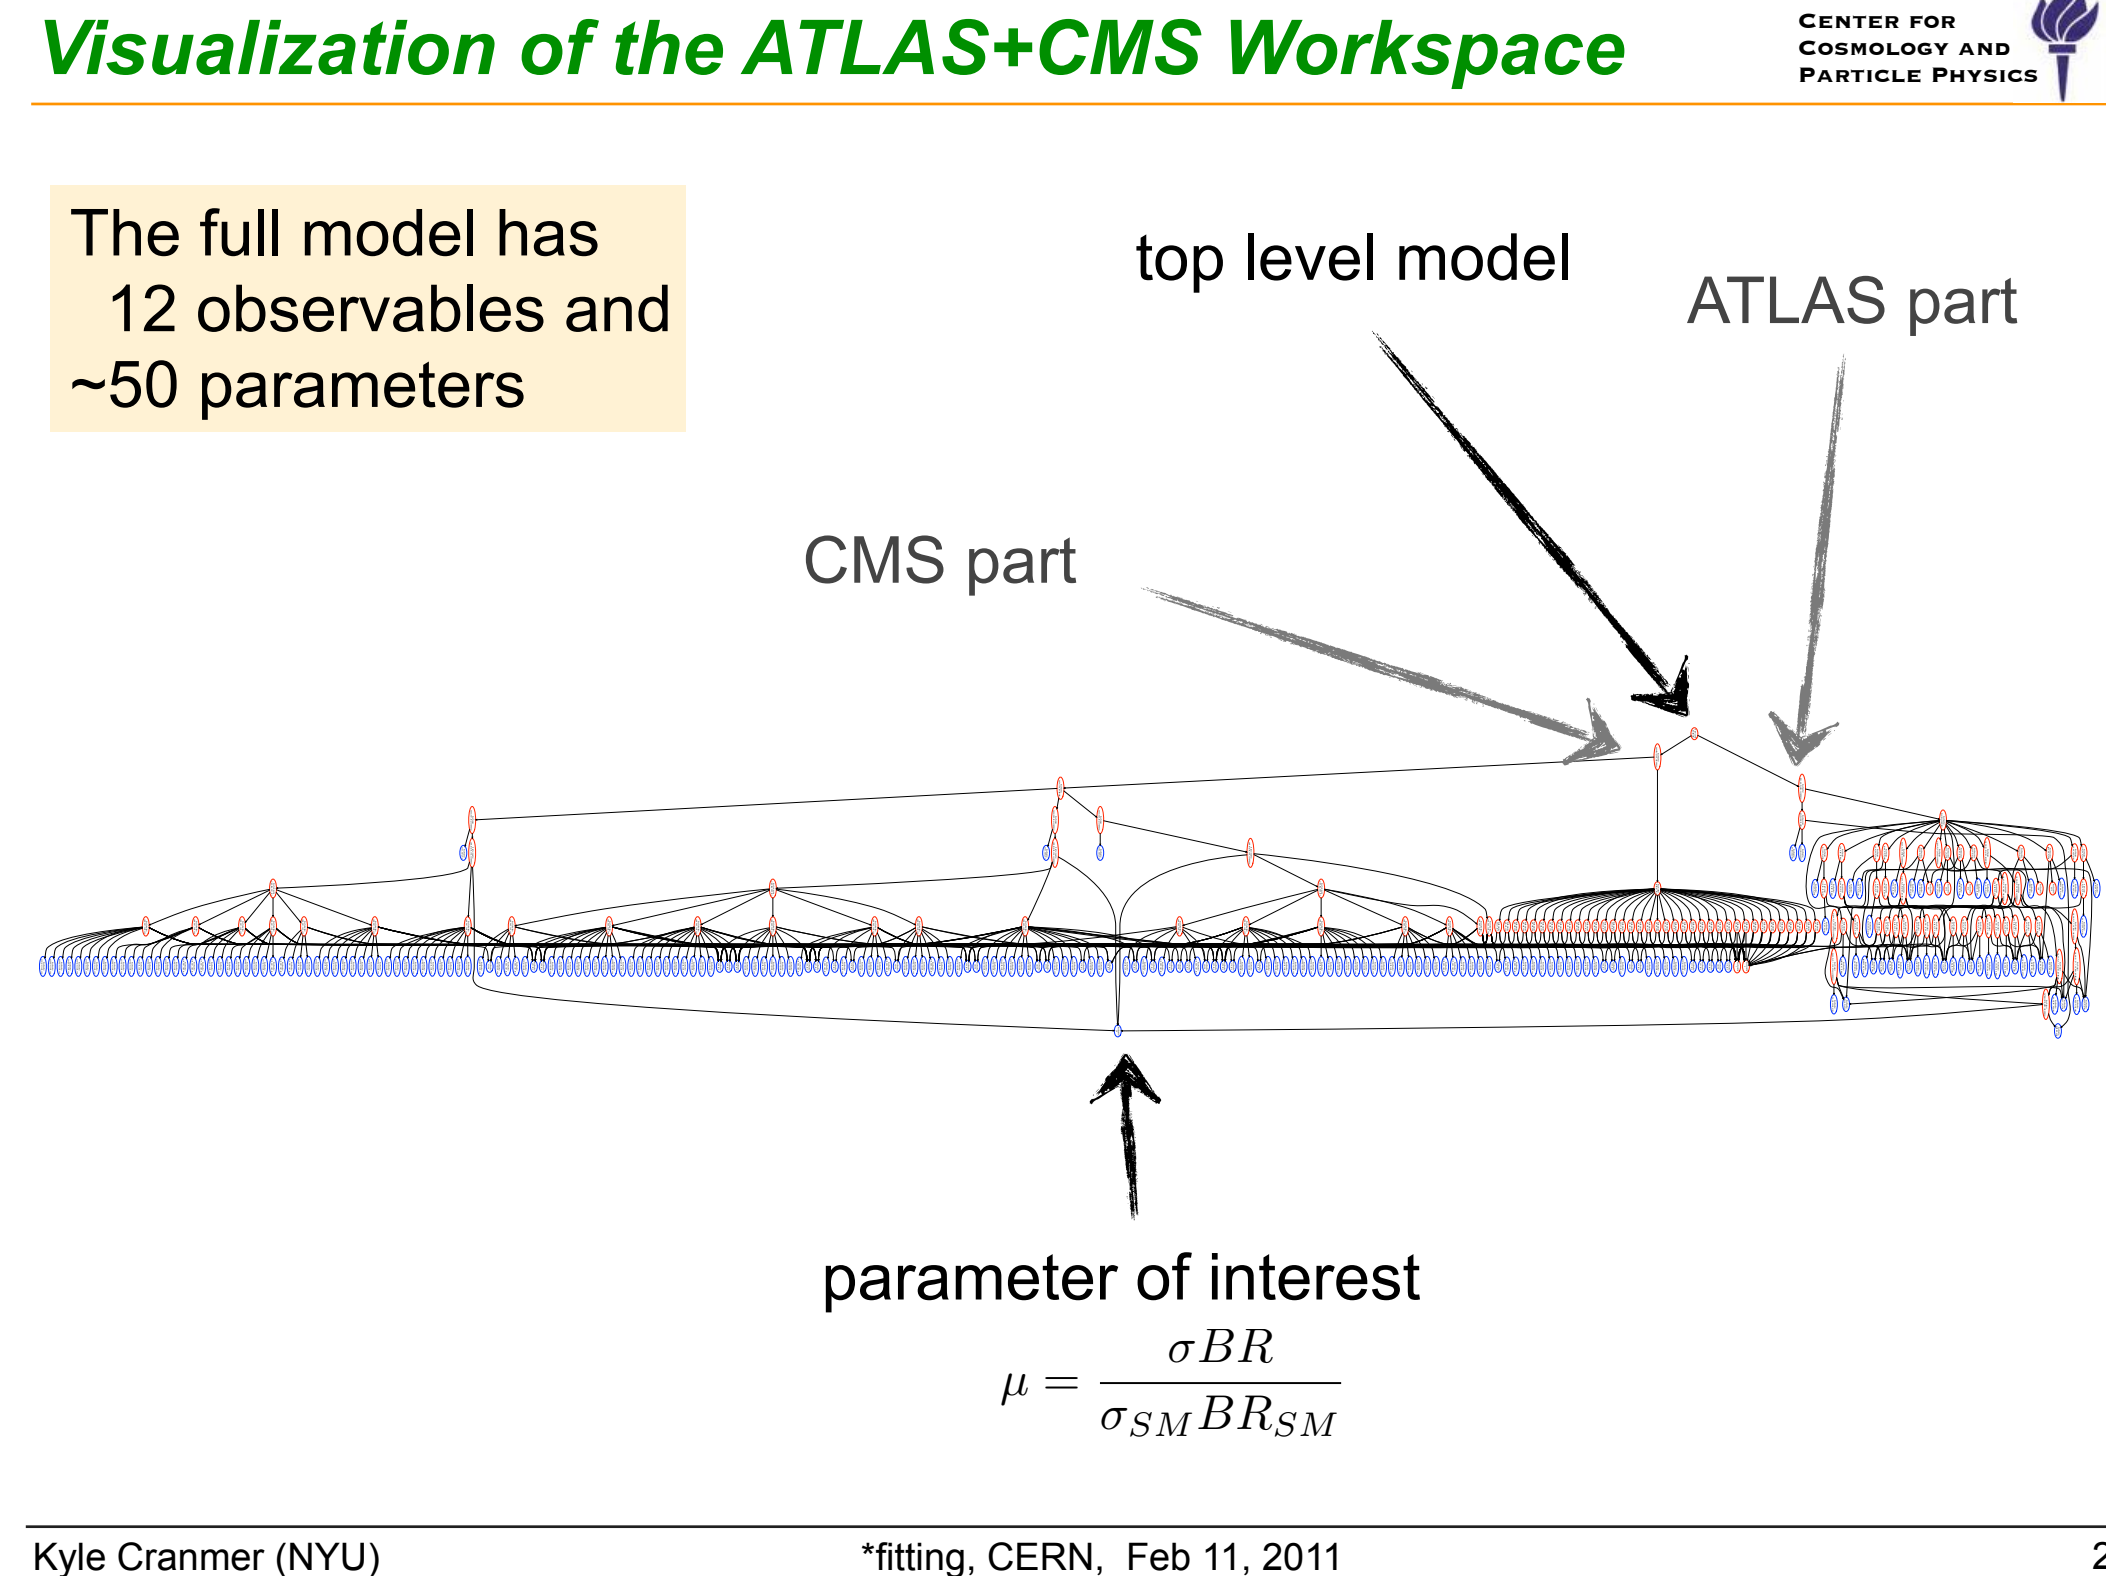 Visualization of the ATLAS+CMS Workspace
CENTER FOR
COSMOLOGY AND
PARTICLE PHYSICS
The full model has
12 observables and
~50 parameters
top level model
ATLAS part
CMS part
parameter of interest
μ = σBR / σ_SM BR_SM
Kyle Cranmer (NYU)
*fitting, CERN, Feb 11, 2011